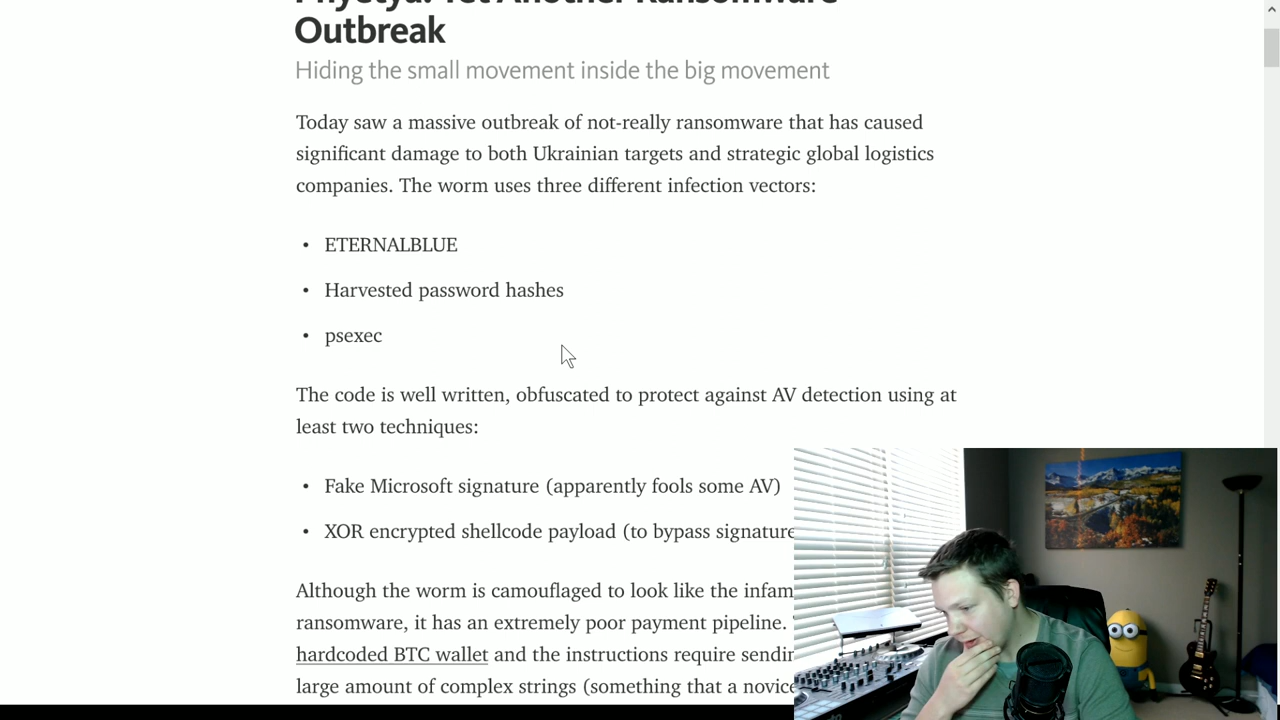 Outbreak
Hiding the small movement inside the big movement
Today saw a massive outbreak of not-really ransomware that has caused
significant damage to both Ukrainian targets and strategic global logistics
companies. The worm uses three different infection vectors:
• ETERNALBLUE
• Harvested password hashes
• psexec
The code is well written, obfuscated to protect against AV detection using at
least two techniques:
• Fake Microsoft signature (apparently fools some AV)
• XOR encrypted shellcode payload (to bypass signature
Although the worm is camouflaged to look like the infam
ransomware, it has an extremely poor payment pipeline.
hardcoded BTC wallet and the instructions require sendin
large amount of complex strings (something that a novice